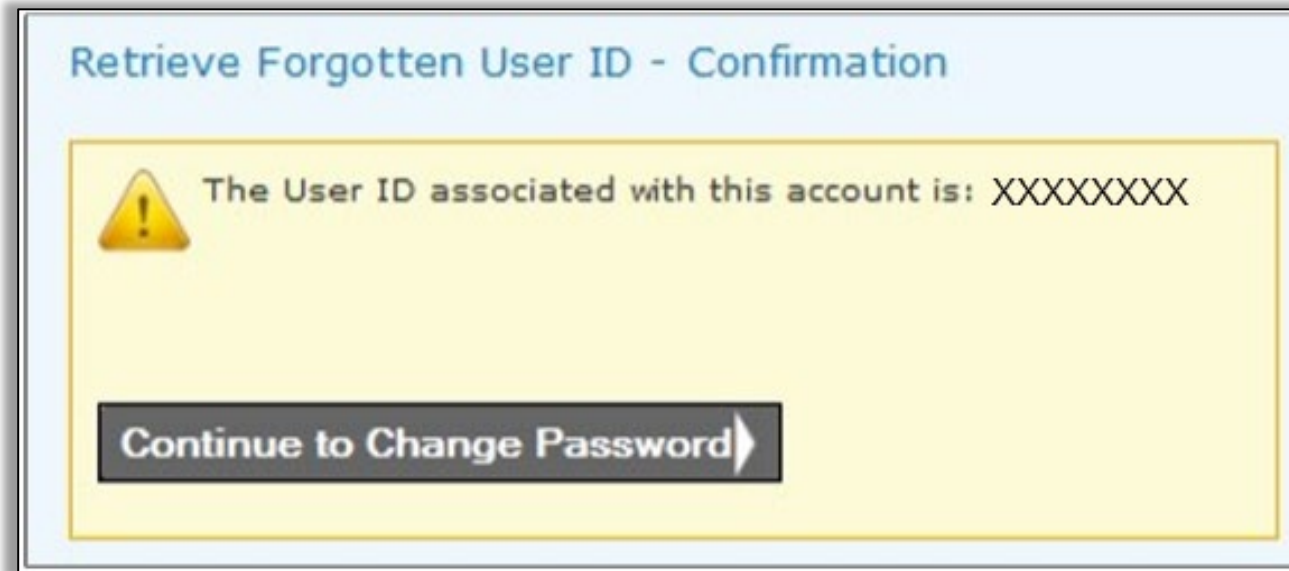 Retrieve Forgotten User ID - Confirmation
The User ID associated with this account is: XXXXXXXX
Continue to Change Password